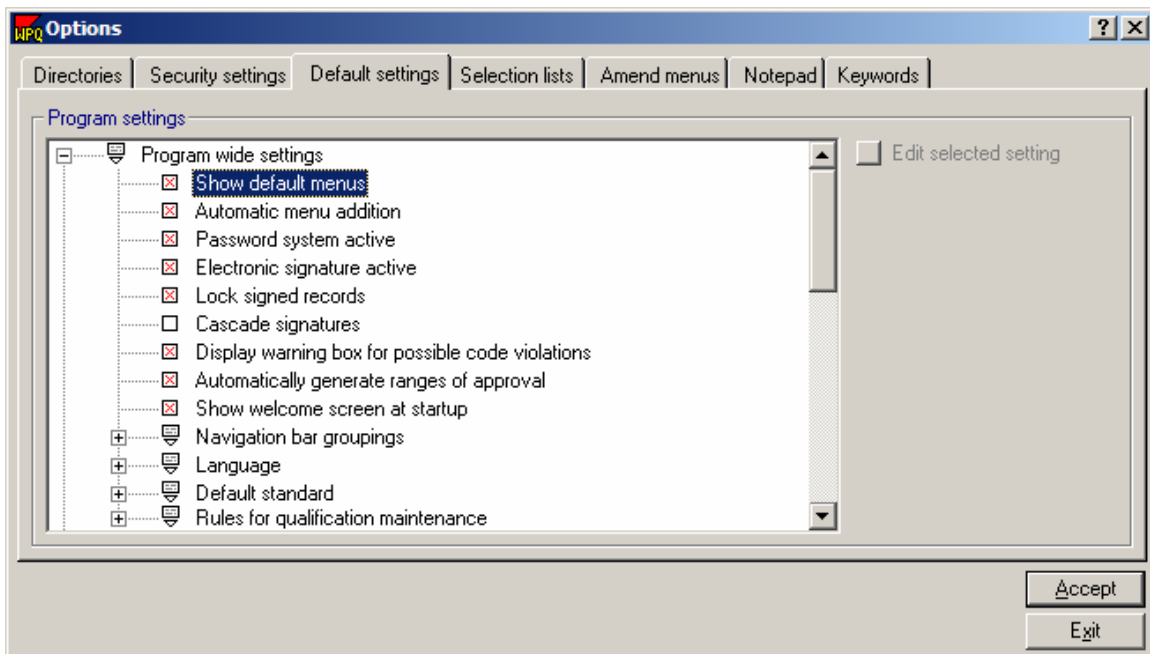 WPQ Options
Directories Security settings Default settings Selection lists Amend menus Notepad Keywords
Program settings
Program wide settings
Edit selected setting
Show default menus
Automatic menu addition
Password system active
Electronic signature active
Lock signed records
Cascade signatures
Display warning box for possible code violations
Automatically generate ranges of approval
Show welcome screen at startup
Navigation bar groupings
Language
Default standard
Rules for qualification maintenance
Accept
Exit